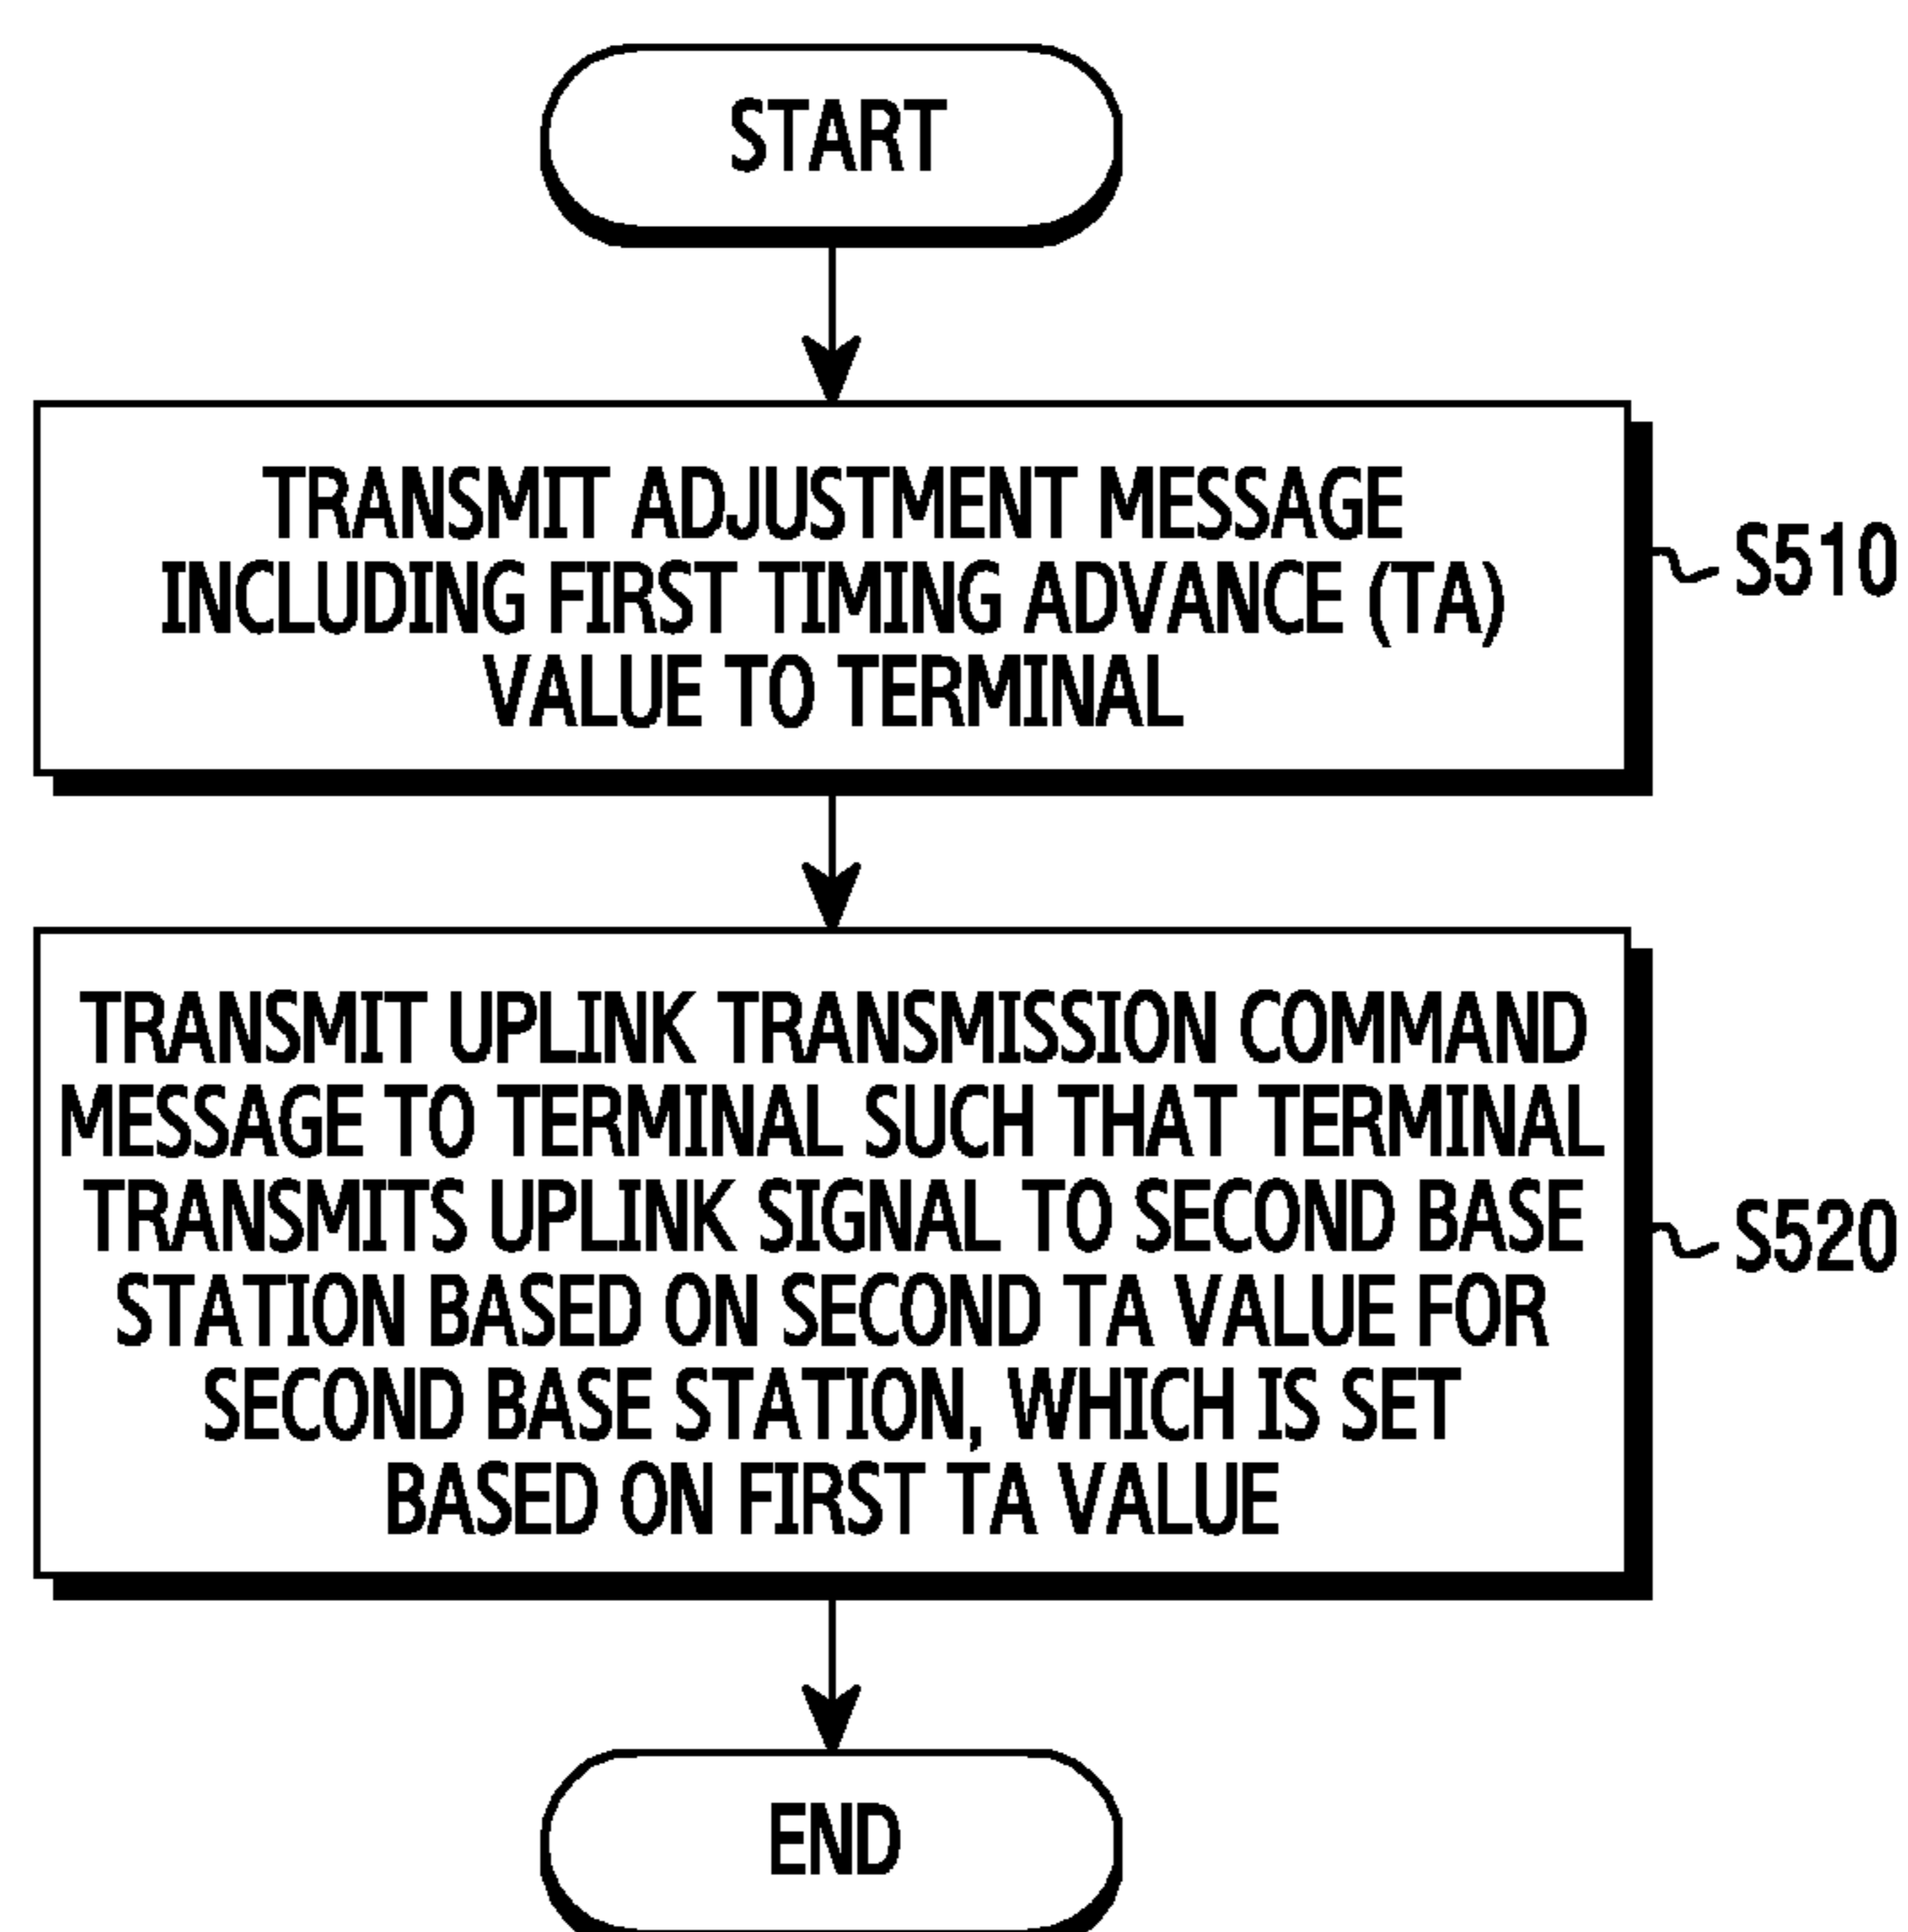 START
TRANSMIT ADJUSTMENT MESSAGE
INCLUDING FIRST TIMING ADVANCE (TA)
VALUE TO TERMINAL
S510
TRANSMIT UPLINK TRANSMISSION COMMAND
MESSAGE TO TERMINAL SUCH THAT TERMINAL
TRANSMITS UPLINK SIGNAL TO SECOND BASE
STATION BASED ON SECOND TA VALUE FOR
SECOND BASE STATION, WHICH IS SET
BASED ON FIRST TA VALUE
S520
END